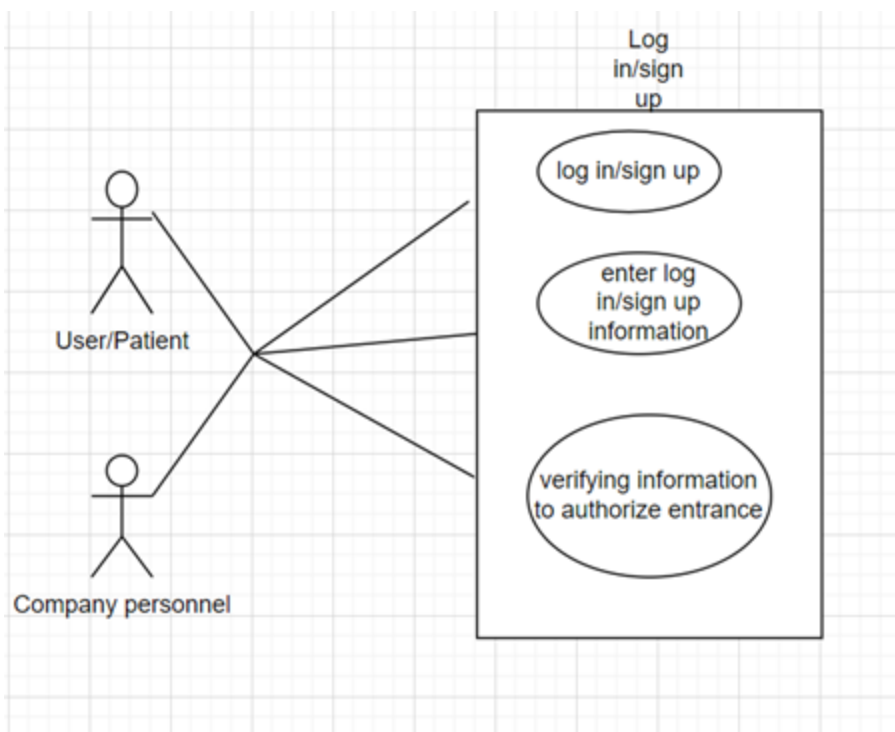 Log
in/sign
up
log in/sign up
enter log
in/sign up
information
User/Patient
verifying information
to authorize entrance
Company personnel